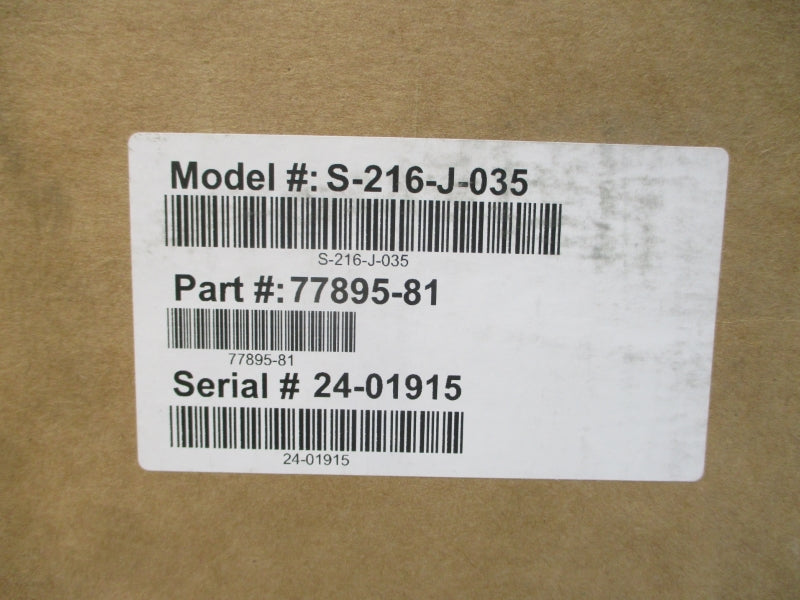 Model #: S-216-J-035
S-216-J-035
Part #: 77895-81
77895-81
Serial # 24-01915
24-01915